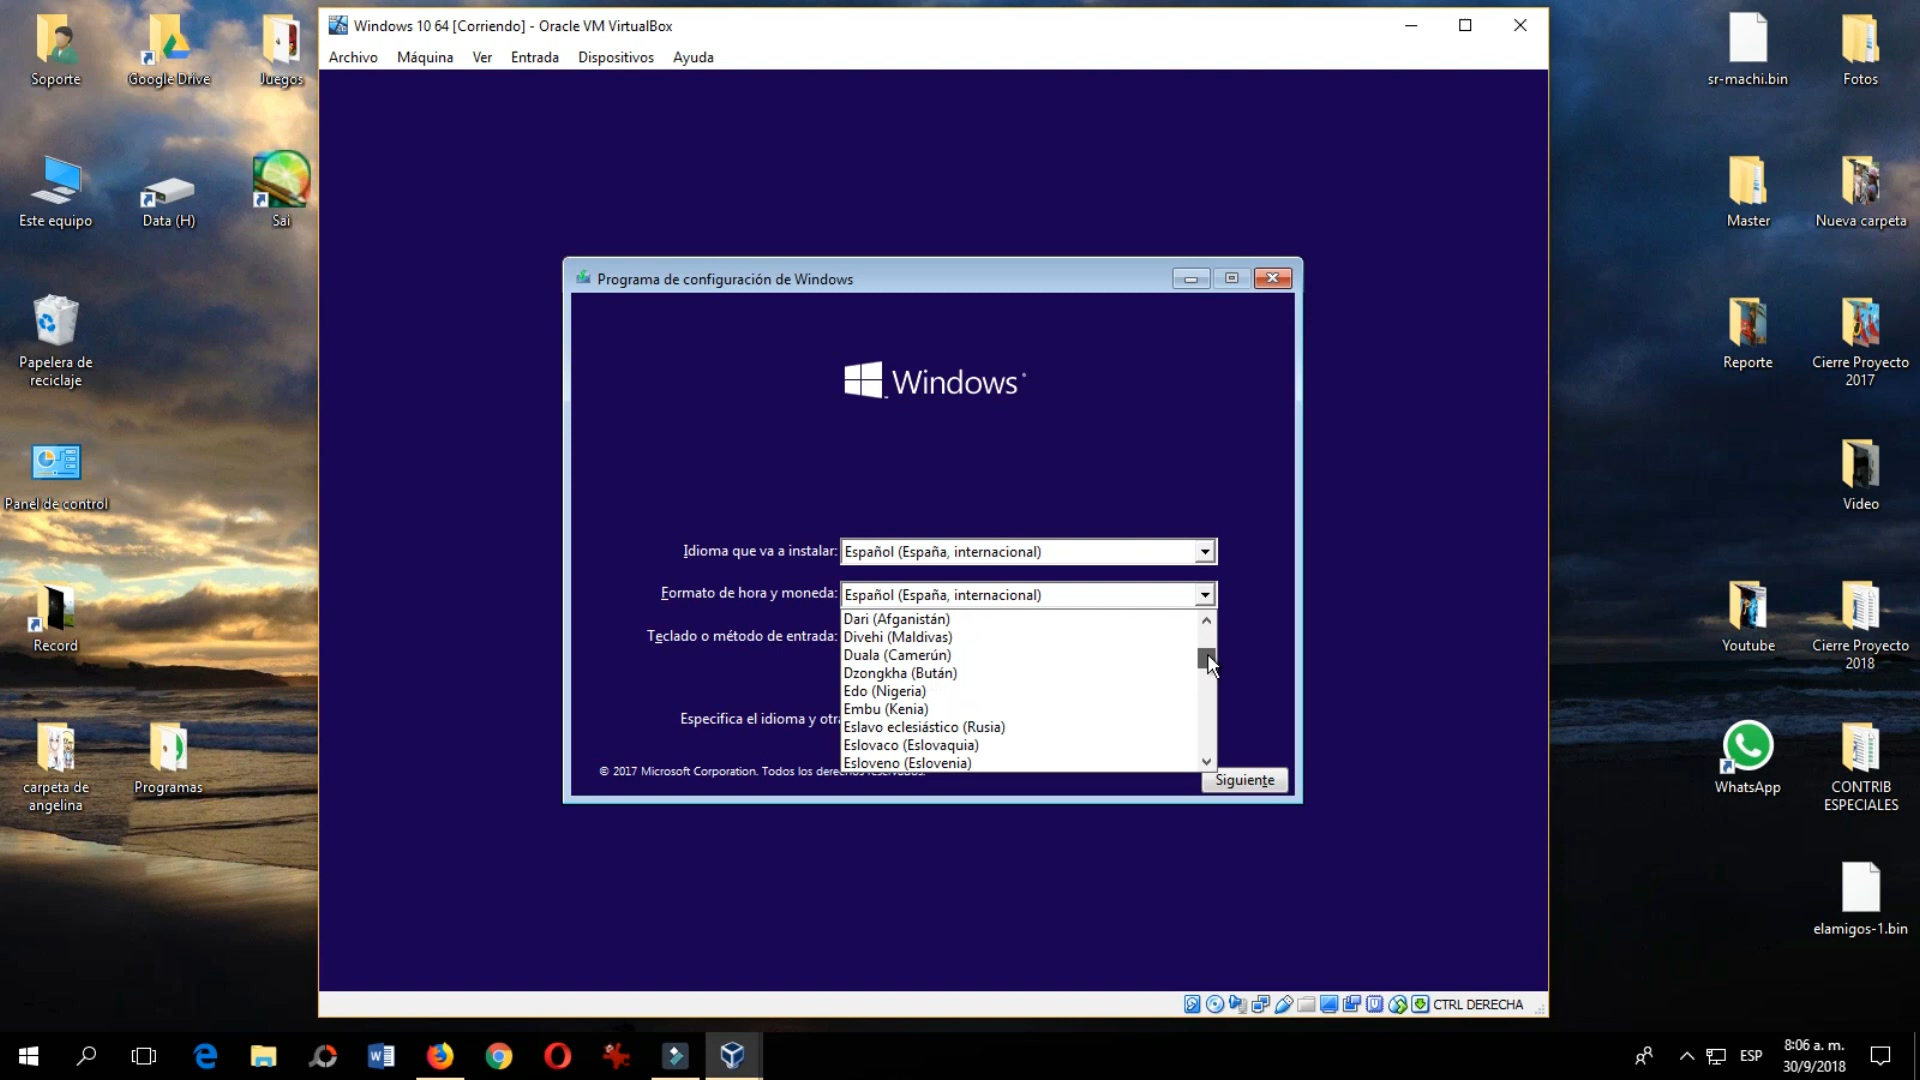 Windows 10 64 [Corriendo] - Oracle VM VirtualBox
Archivo Máquina Ver Entrada Dispositivos Ayuda
Soporte
Google Drive
Juegos
Este equipo
Data (H)
Sai
Papelera de
reciclaje
Panel de control
Record
carpeta de
angelina
Programas
Programa de configuración de Windows
Windows
Idioma que va a instalar: Español (España, internacional)
Formato de hora y moneda: Español (España, internacional)
Teclado o método de entrada:
Dari (Afganistán)
Divehi (Maldivas)
Duala (Camerún)
Dzongkha (Bután)
Edo (Nigeria)
Embu (Kenia)
Eslavo eclesiástico (Rusia)
Eslovaco (Eslovaquia)
Esloveno (Eslovenia)
Especifica el idioma y otra
© 2017 Microsoft Corporation. Todos los derechos reservados.
Siguiente
CTRL DERECHA
sr-machi.bin
Fotos
Master
Nueva carpeta
Reporte
Cierre Proyecto
2017
Video
Youtube
Cierre Proyecto
2018
WhatsApp
CONTRIB
ESPECIALES
elamigos-1.bin
ESP
8:06 a. m.
30/9/2018